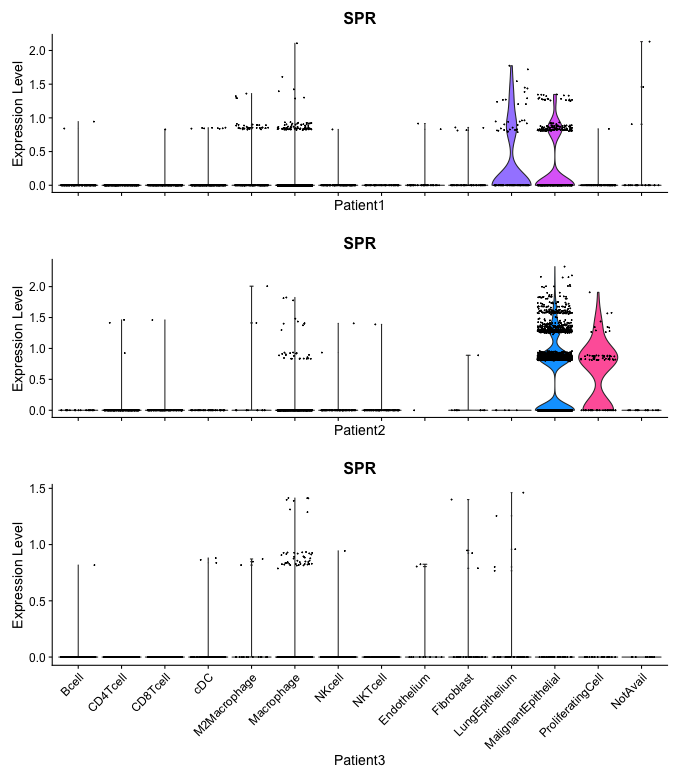 SPR
Expression Level
2.0
1.5
1.0
0.5
0.0
Patient1
SPR
Expression Level
2.0
1.5
1.0
0.5
0.0
Patient2
SPR
Expression Level
1.5
1.0
0.5
0.0
Bcell
CD4Tcell
CD8Tcell
cDC
M2Macrophage
Macrophage
NKcell
NKTcell
Endothelium
Fibroblast
LungEpithelium
MalignantEpithelial
ProliferatingCell
NotAvail
Patient3